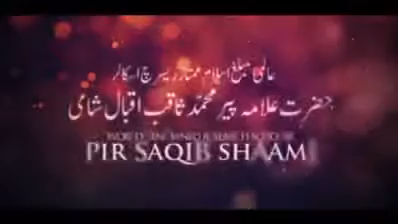 عالمی مبلغ اسلام ممتاز ریسرچ اسکالر
حضرت علامہ پیر محمد ثاقب اقبال شامی
PIR SAQIB SHAAMI